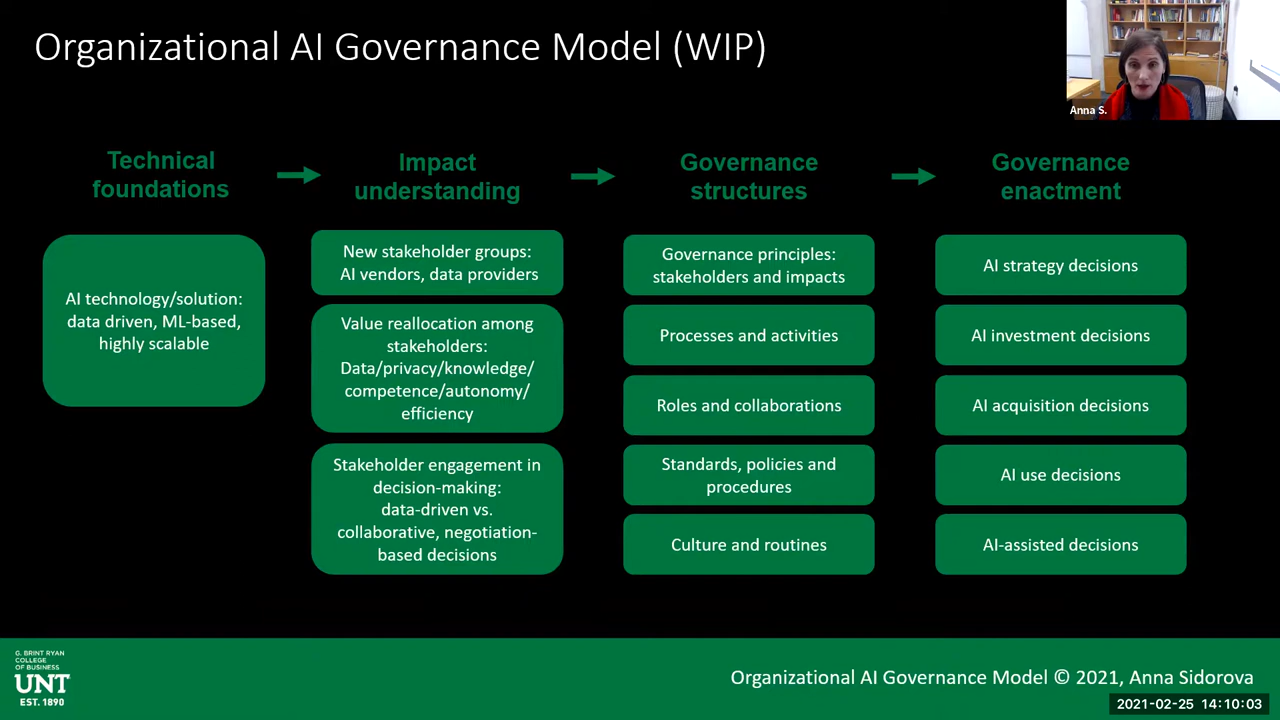 Organizational AI Governance Model (WIP)
Anna S.
Technical
foundations
Impact
understanding
Governance
structures
Governance
enactment
AI technology/solution:
data driven, ML-based,
highly scalable
New stakeholder groups:
AI vendors, data providers
Value reallocation among
stakeholders:
Data/privacy/knowledge/
competence/autonomy/
efficiency
Stakeholder engagement in
decision-making:
data-driven vs.
collaborative, negotiation-
based decisions
Governance principles:
stakeholders and impacts
Processes and activities
Roles and collaborations
Standards, policies and
procedures
Culture and routines
AI strategy decisions
AI investment decisions
AI acquisition decisions
AI use decisions
AI-assisted decisions
G. BRINT RYAN
COLLEGE
OF BUSINESS
UNT
EST. 1890
Organizational AI Governance Model © 2021, Anna Sidorova
2021-02-25 14:10:03